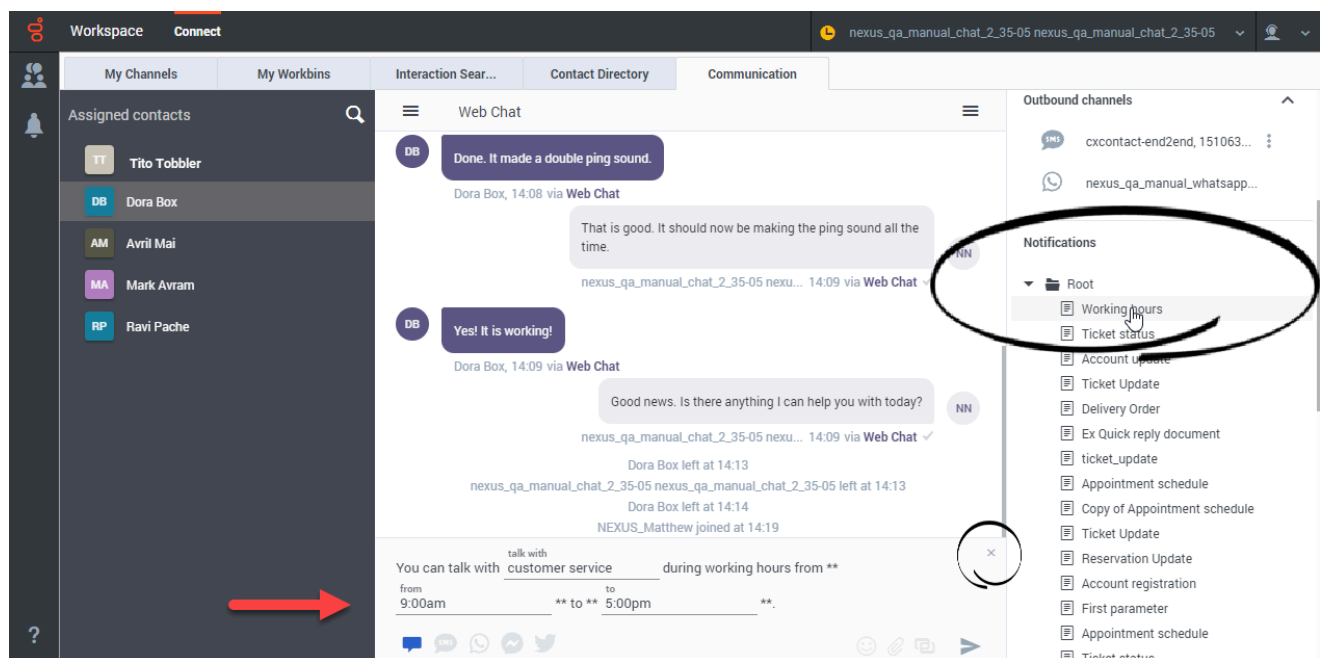 Workspace
Connect
nexus_qa_manual_chat_2_35-05 nexus_qa_manual_chat_2_35-05
My Channels
My Workbins
Interaction Sear...
Contact Directory
Communication
Assigned contacts
TT
Tito Tobbler
DB
Dora Box
AM
Avril Mai
MA
Mark Avram
RP
Ravi Pache
?
Web Chat
DB
Done. It made a double ping sound.
Dora Box, 14:08 via Web Chat
That is good. It should now be making the ping sound all the
time.
NN
nexus_qa_manual_chat_2_35-05 nexu... 14:09 via Web Chat
DB
Yes! It is working!
Dora Box, 14:09 via Web Chat
Good news. Is there anything I can help you with today?
NN
nexus_qa_manual_chat_2_35-05 nexu... 14:09 via Web Chat
Dora Box left at 14:13
nexus_qa_manual_chat_2_35-05 nexus_qa_manual_chat_2_35-05 left at 14:13
Dora Box left at 14:14
NEXUS_Matthew joined at 14:19
talk with
You can talk with customer service during working hours from **
from
to
9:00am ** to ** 5:00pm **.
SMS
Outbound channels
SMS
cxcontact-end2end, 151063...
nexus_qa_manual_whatsapp...
Notifications
Root
Working hours
Ticket status
Account update
Ticket Update
Delivery Order
Ex Quick reply document
ticket_update
Appointment schedule
Copy of Appointment schedule
Ticket Update
Reservation Update
Account registration
First parameter
Appointment schedule
Ticket status